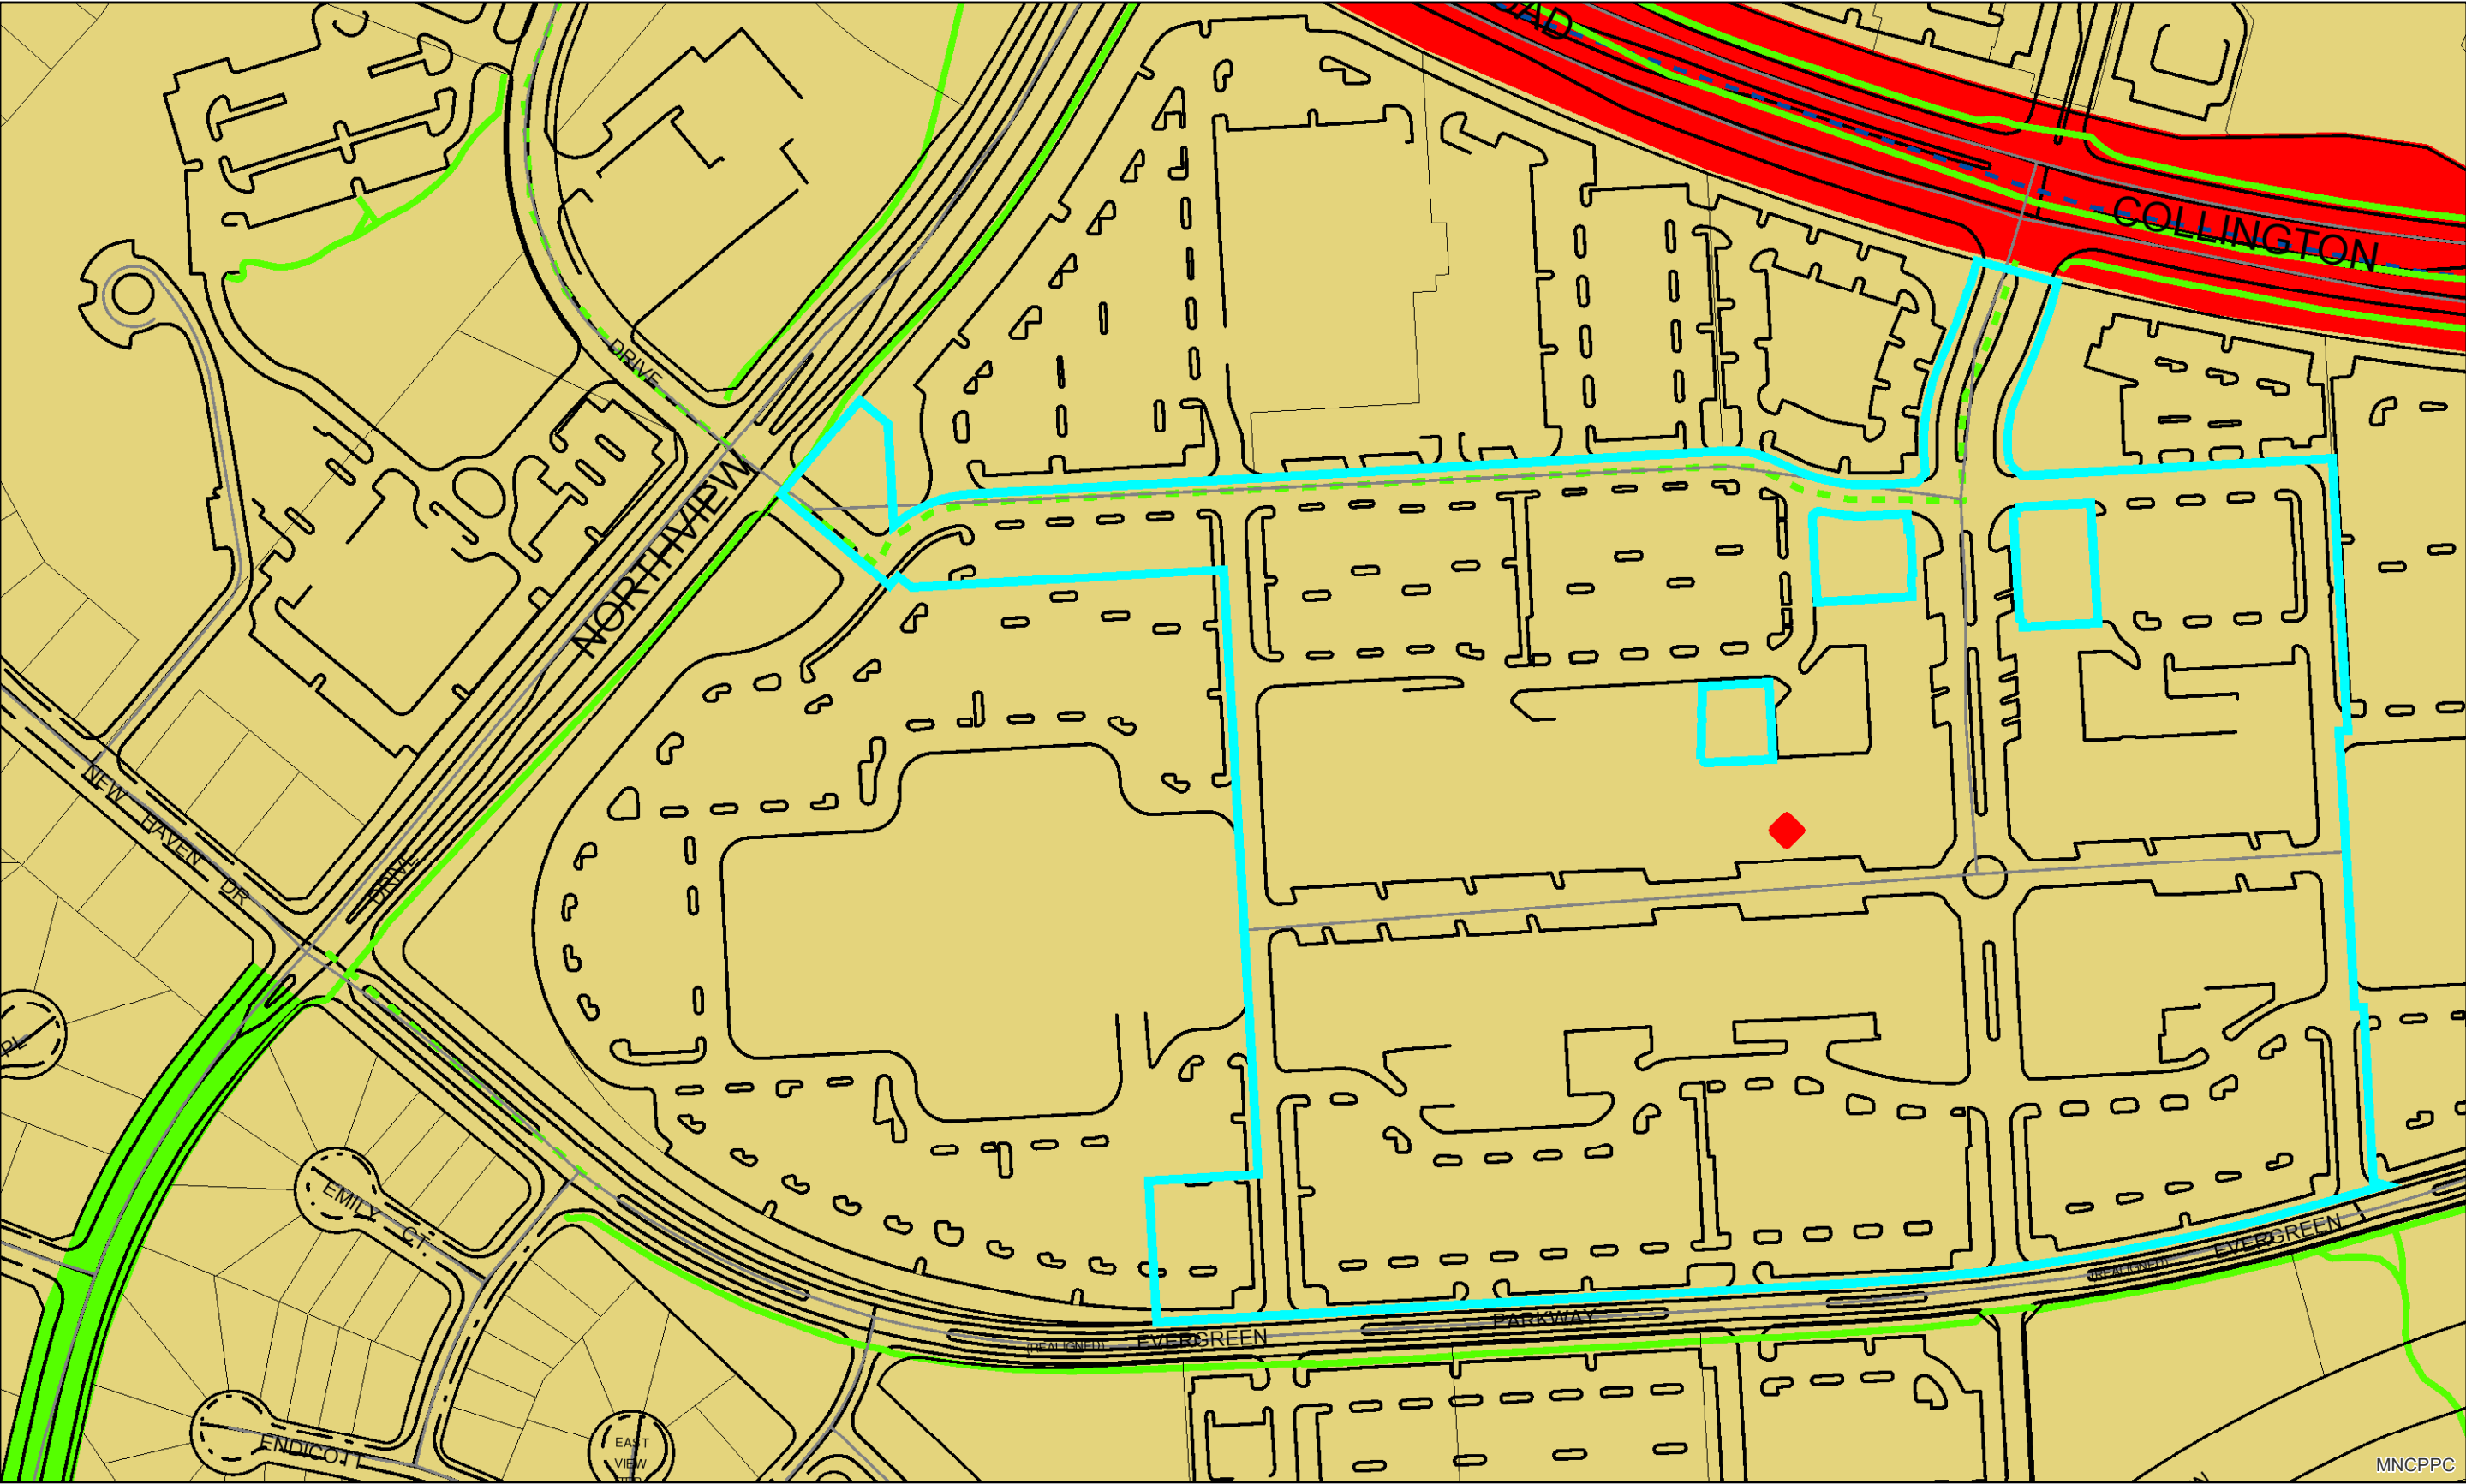 OAD
COLLINGTON
DRIVE
NORTHVIEW
NEW
HAVEN
DR
DRIVE
PL
EMILY
CT
EVERGREEN
(REALIGNED)
PARKWAY
(REALIGNED)
EVERGREEN
ENDICOTT
EAST
VIEW
TER
MNCPPC